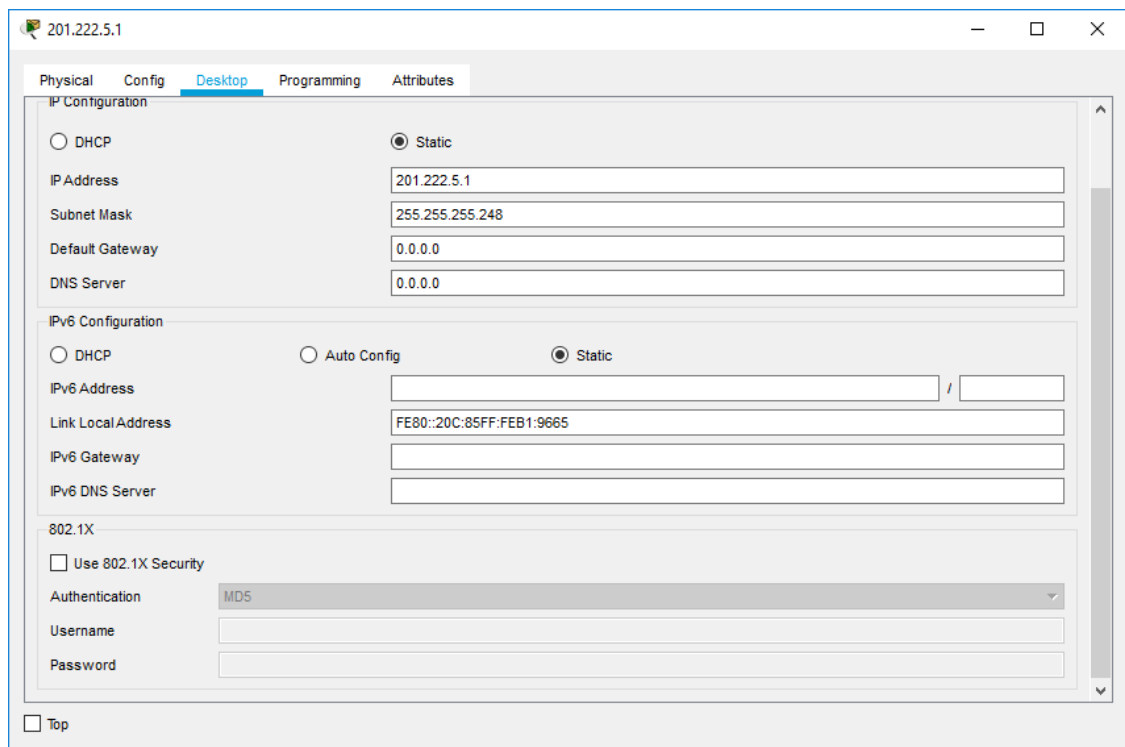 201.222.5.1
Physical Config Desktop Programming Attributes
IP Configuration
DHCP Static
IP Address 201.222.5.1
Subnet Mask 255.255.255.248
Default Gateway 0.0.0.0
DNS Server 0.0.0.0
IPv6 Configuration
DHCP Auto Config Static
IPv6 Address /
Link Local Address FE80::20C:85FF:FEB1:9665
IPv6 Gateway
IPv6 DNS Server
802.1X
Use 802.1X Security
Authentication MD5
Username
Password
Top